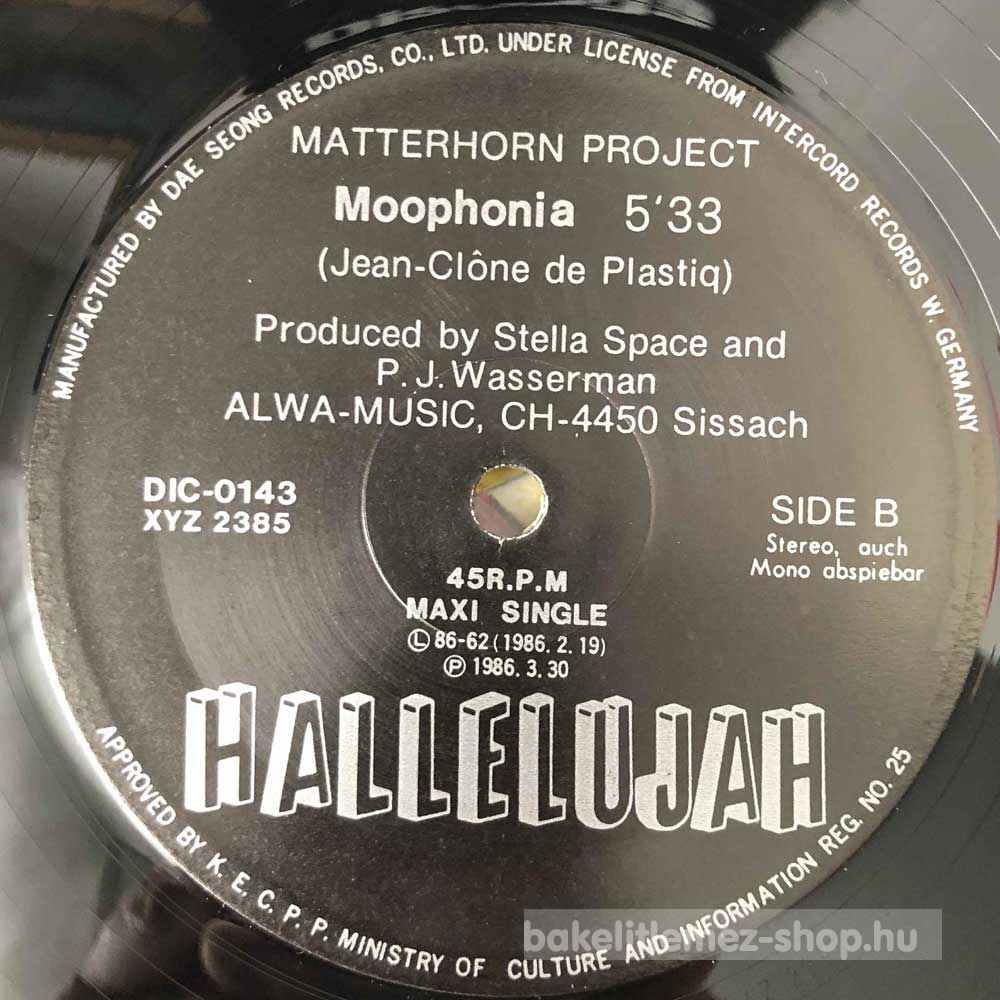 MANUFACTURED BY DAE SEONG RECORDS, CO., LTD. UNDER LICENSE FROM INTERCORD RECORDS W. GERMANY
MATTERHORN PROJECT
Moophonia 5'33
(Jean-Clône de Plastiq)
Produced by Stella Space and
P.J. Wasserman
ALWA-MUSIC, CH-4450 Sissach
DIC-0143
XYZ 2385
SIDE B
Stereo, auch
Mono abspiebar
45R.P.M
MAXI SINGLE
Ⓛ 86-62 (1986. 2. 19)
Ⓟ 1986. 3. 30
HALLELUJAH
APPROVED BY K. E. C. P. P. MINISTRY OF CULTURE AND INFORMATION REG. NO. 25
bakelitlemez-shop.hu